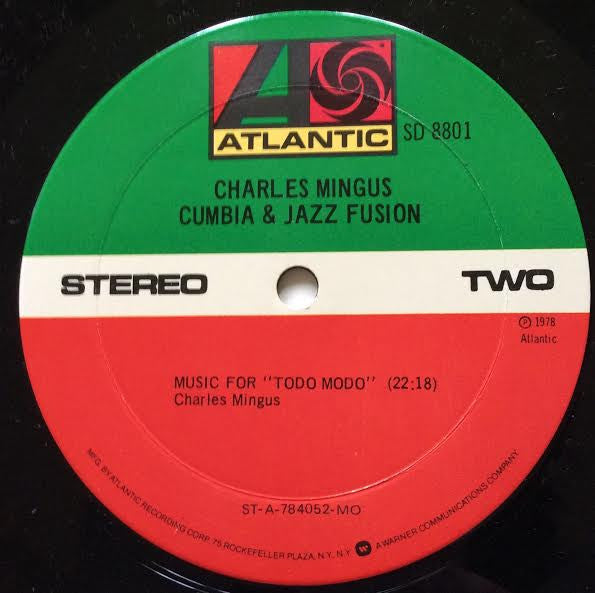 ATLANTIC
SD 8801
CHARLES MINGUS
CUMBIA & JAZZ FUSION
STEREO
TWO
℗ 1978
Atlantic
MUSIC FOR "TODO MODO" (22:18)
Charles Mingus
ST-A-784052-MO
MFG. BY ATLANTIC RECORDING CORP. 75 ROCKEFELLER PLAZA, N.Y., N.Y. A WARNER COMMUNICATIONS COMPANY